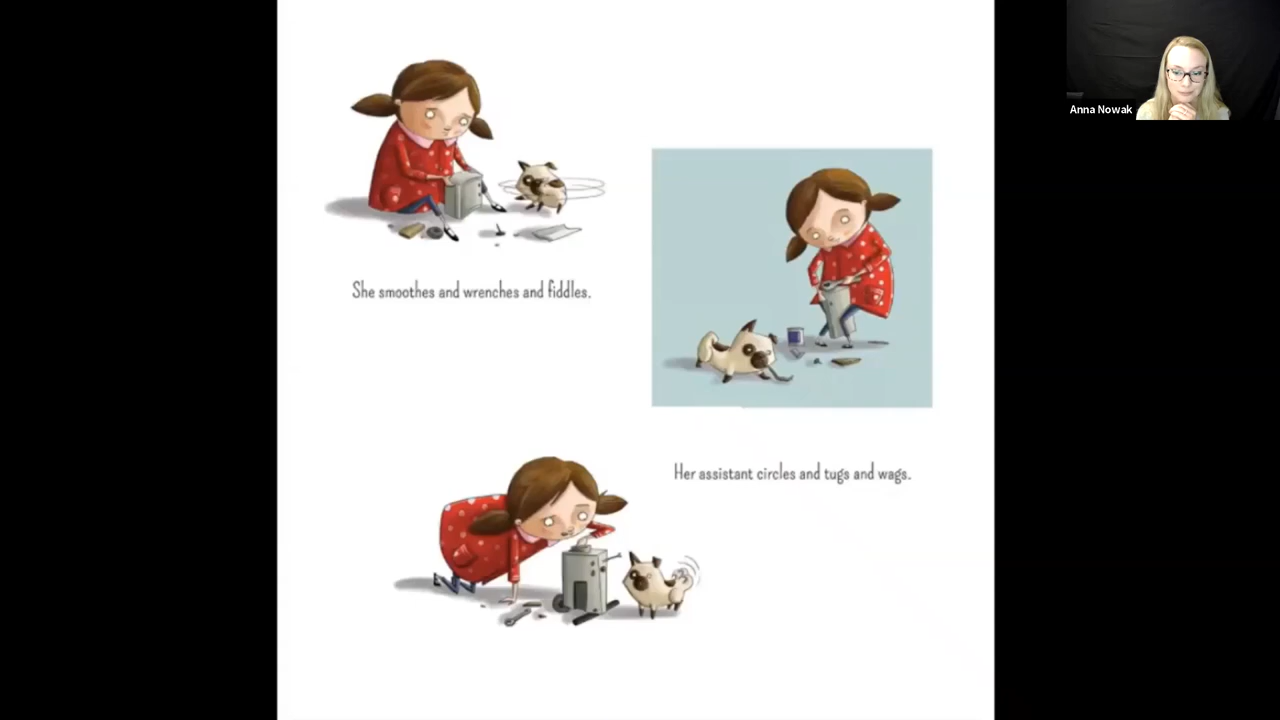 She smoothes and wrenches and fiddles.
Her assistant circles and tugs and wags.
Anna Nowak